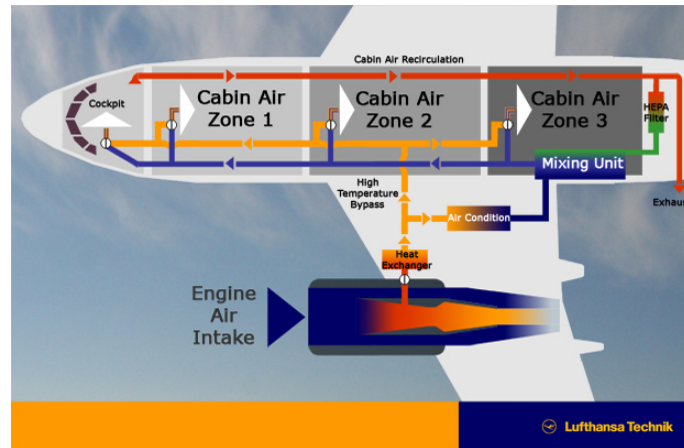 Cabin Air Recirculation
Cockpit
Cabin Air
Zone 1
Cabin Air
Zone 2
Cabin Air
Zone 3
HEPA
Filter
Mixing Unit
High
Temperature
Bypass
Air Condition
Exhaus
Heat
Exchanger
Engine
Air
Intake
Lufthansa Technik